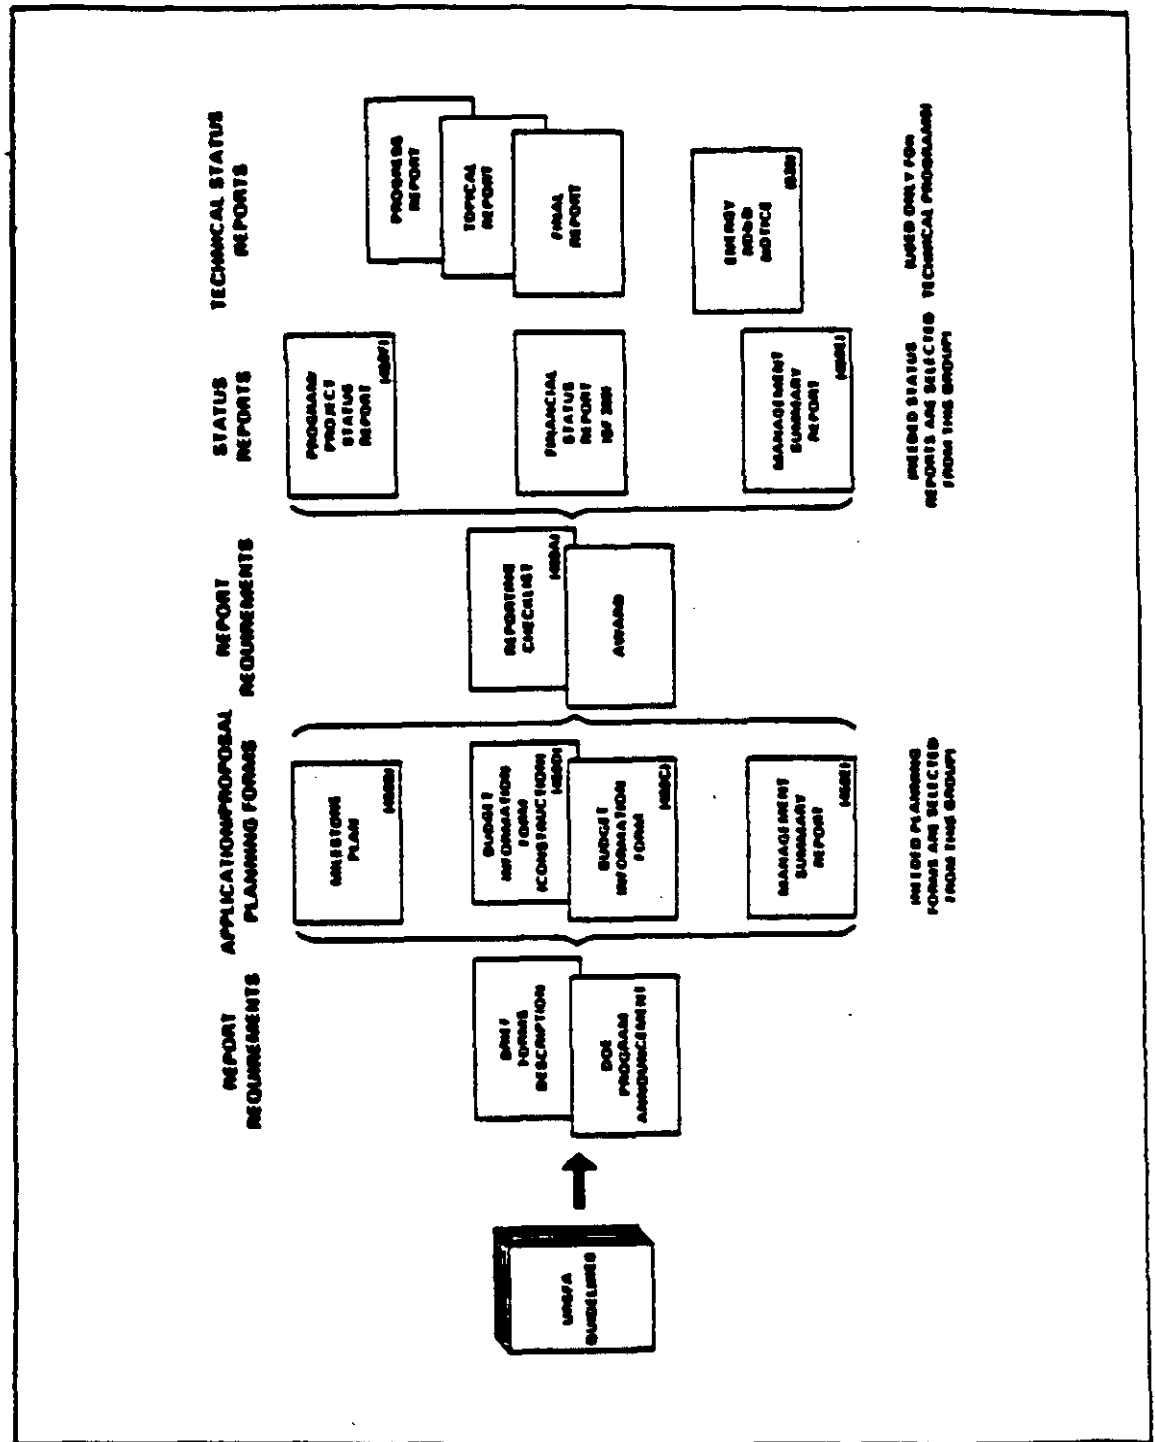 GUIDELINES
REPORT
REQUIREMENTS
BRIEF
FORMS
DESCRIPTION
DOE
PROGRAM
ANNOUNCEMENT
APPLICATION/PROPOSAL
PLANNING FORMS
MILESTONE
PLAN
BUDGET
INFORMATION
FORM
(CONSTRUCTION)
BUDGET
INFORMATION
FORM
MANAGEMENT
SUMMARY
REPORT
(NEEDED PLANNING
FORMS ARE SELECTED
FROM THIS GROUP)
REPORT
REQUIREMENTS
REPORTING
CHECKLIST
AWARD
STATUS
REPORTS
PROGRAM/
PROJECT
STATUS
REPORT
FINANCIAL
STATUS
REPORT
MANAGEMENT
SUMMARY
REPORT
(NEEDED STATUS
REPORTS ARE SELECTED
FROM THIS GROUP)
TECHNICAL STATUS
REPORTS
PROGRESS
REPORT
TOPICAL
REPORT
FINAL
REPORT
ENERGY
RD&D
NOTICE
(USED ONLY FOR
TECHNICAL PROGRAMS)